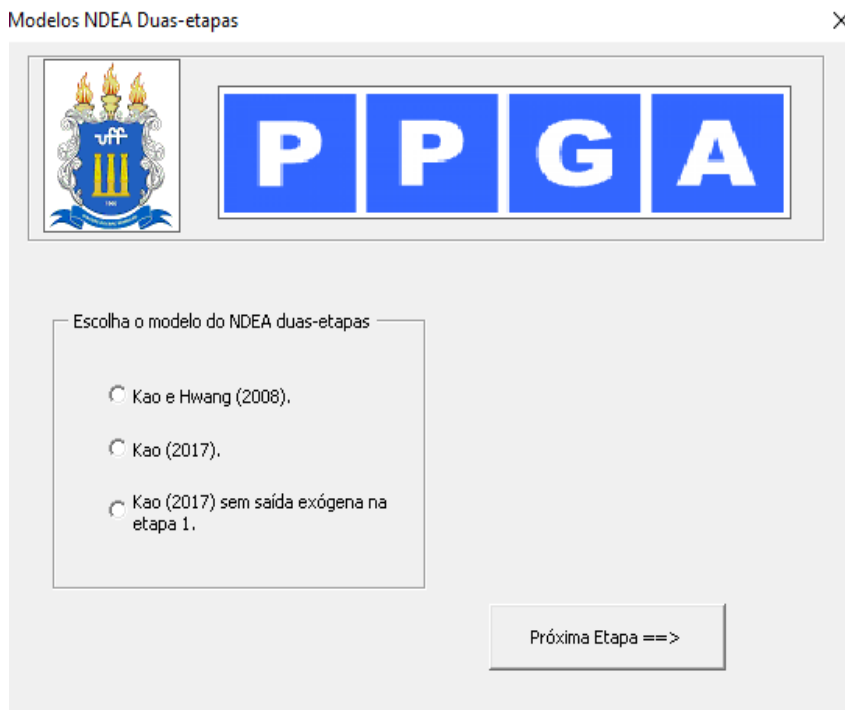 Modelos NDEA Duas-etapas
uff
PPGA
Escolha o modelo do NDEA duas-etapas
Kao e Hwang (2008).
Kao (2017).
Kao (2017) sem saída exógena na
etapa 1.
Próxima Etapa ==>